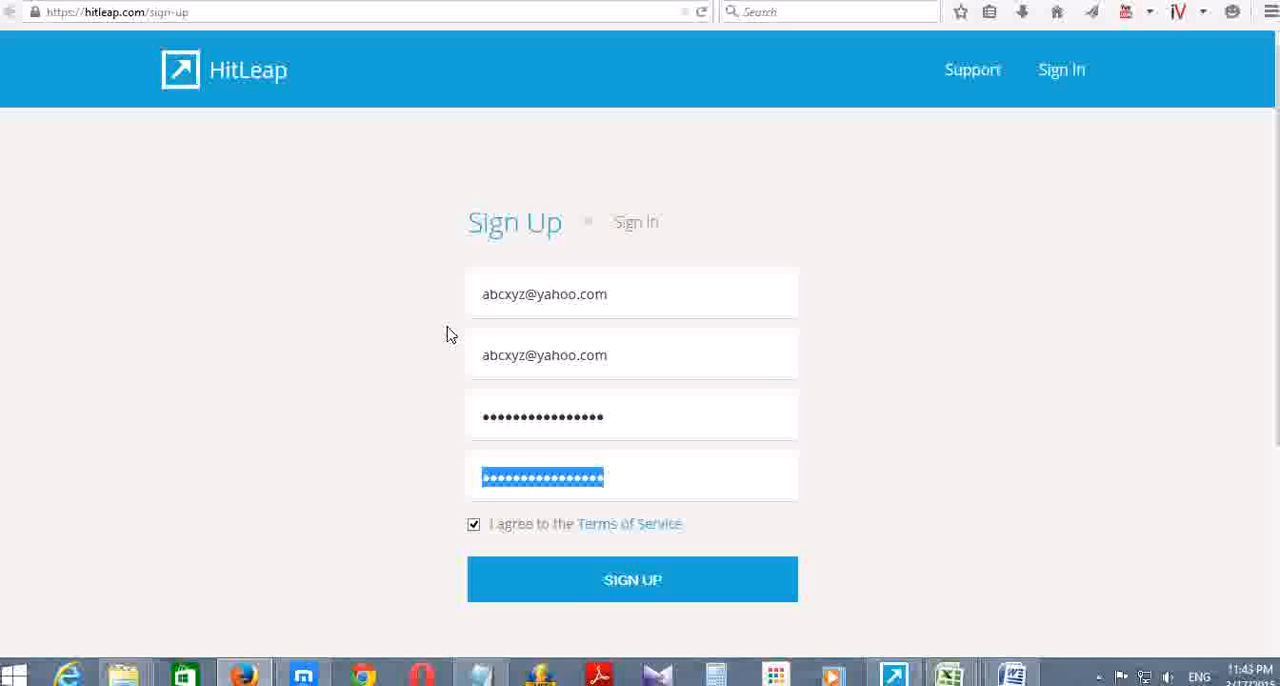 https://hitleap.com/sign-up
Search
HitLeap
Support
Sign In
Sign Up
Sign In
abcxyz@yahoo.com
abcxyz@yahoo.com
••••••••••••••••
••••••••••••••••
I agree to the Terms of Service
SIGN UP
ENG
11:43 PM